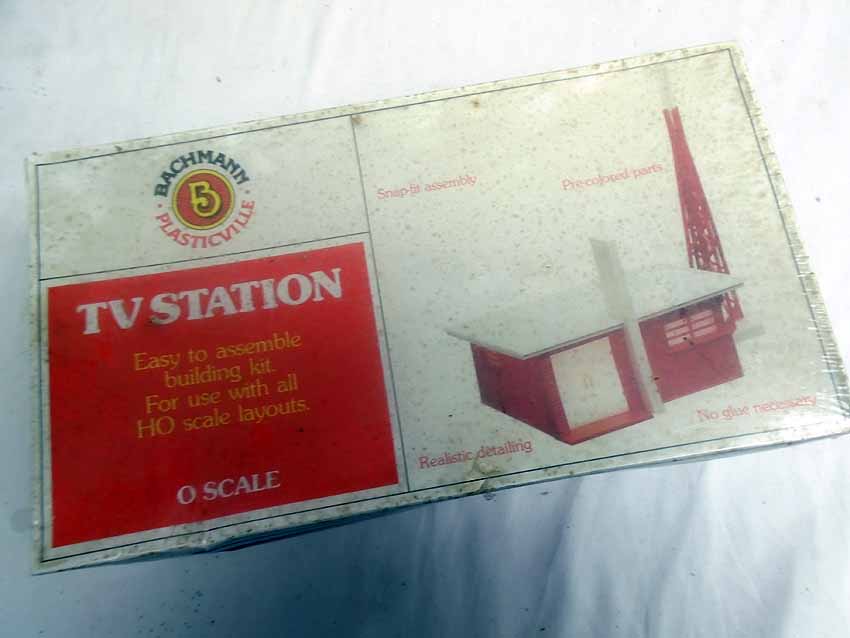 BACHMANN
B
PLASTICVILLE
TV STATION
Easy to assemble
building kit.
For use with all
HO scale layouts.
O SCALE
Snap-fit assembly
Pre-colored parts
Realistic detailing
No glue necessary